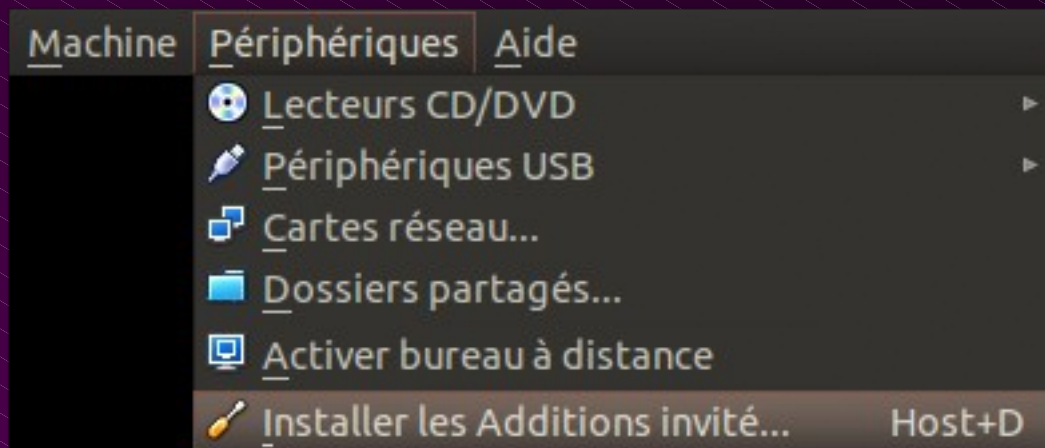 Machine Périphériques Aide
Lecteurs CD/DVD
Périphériques USB
Cartes réseau...
Dossiers partagés...
Activer bureau à distance
Installer les Additions invité... Host+D